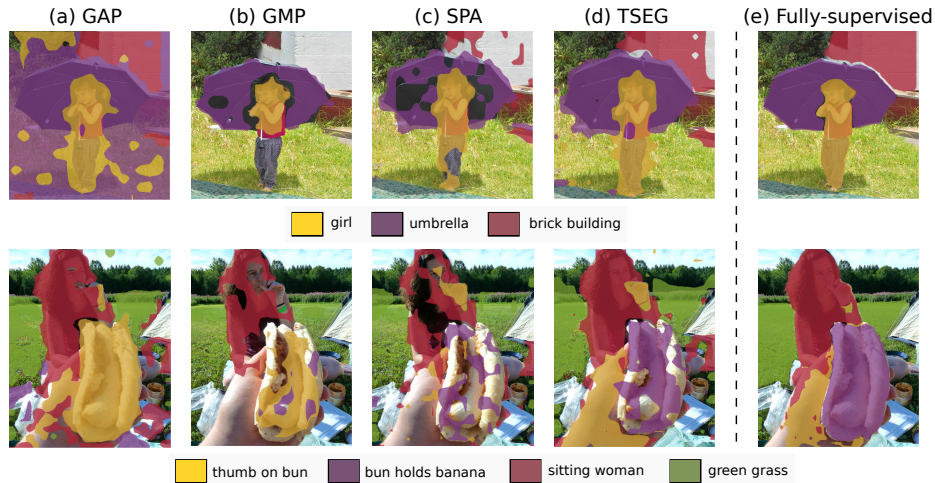 (a) GAP (b) GMP (c) SPA (d) TSEG (e) Fully-supervised
girl umbrella brick building
thumb on bun bun holds banana sitting woman green grass